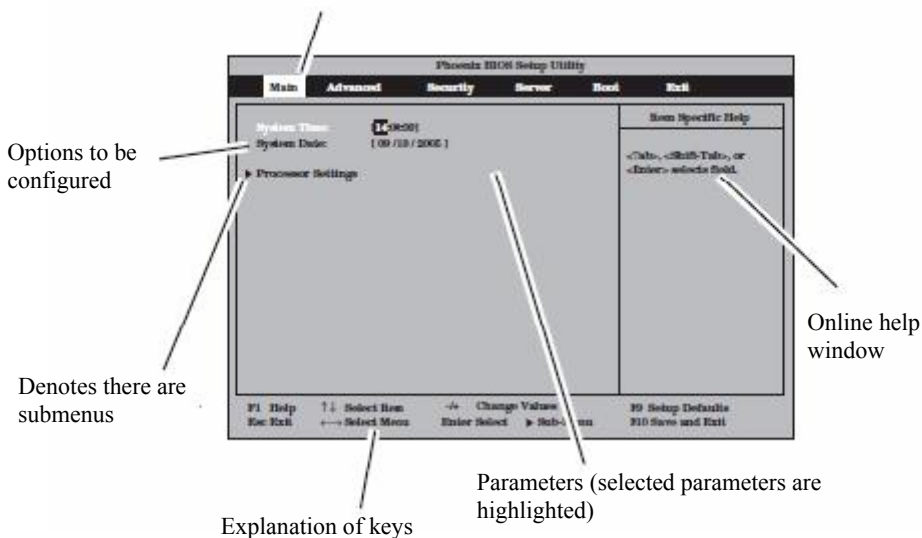 Phoenix BIOS Setup Utility
Main Advanced Security Server Boot Exit
Item Specific Help
System Time:
System Date: [ 09 /10 / 2005 ]
<Tab>, <Shift-Tab>, or
<Enter> selects field.
▶ Processor Settings
Options to be
configured
Online help
window
Denotes there are
submenus
F1 Help ↑↓ Select Item -/+ Change Values F9 Setup Defaults
Esc Exit ←→ Select Menu Enter Select ▶ Sub-Menu F10 Save and Exit
Parameters (selected parameters are
highlighted)
Explanation of keys